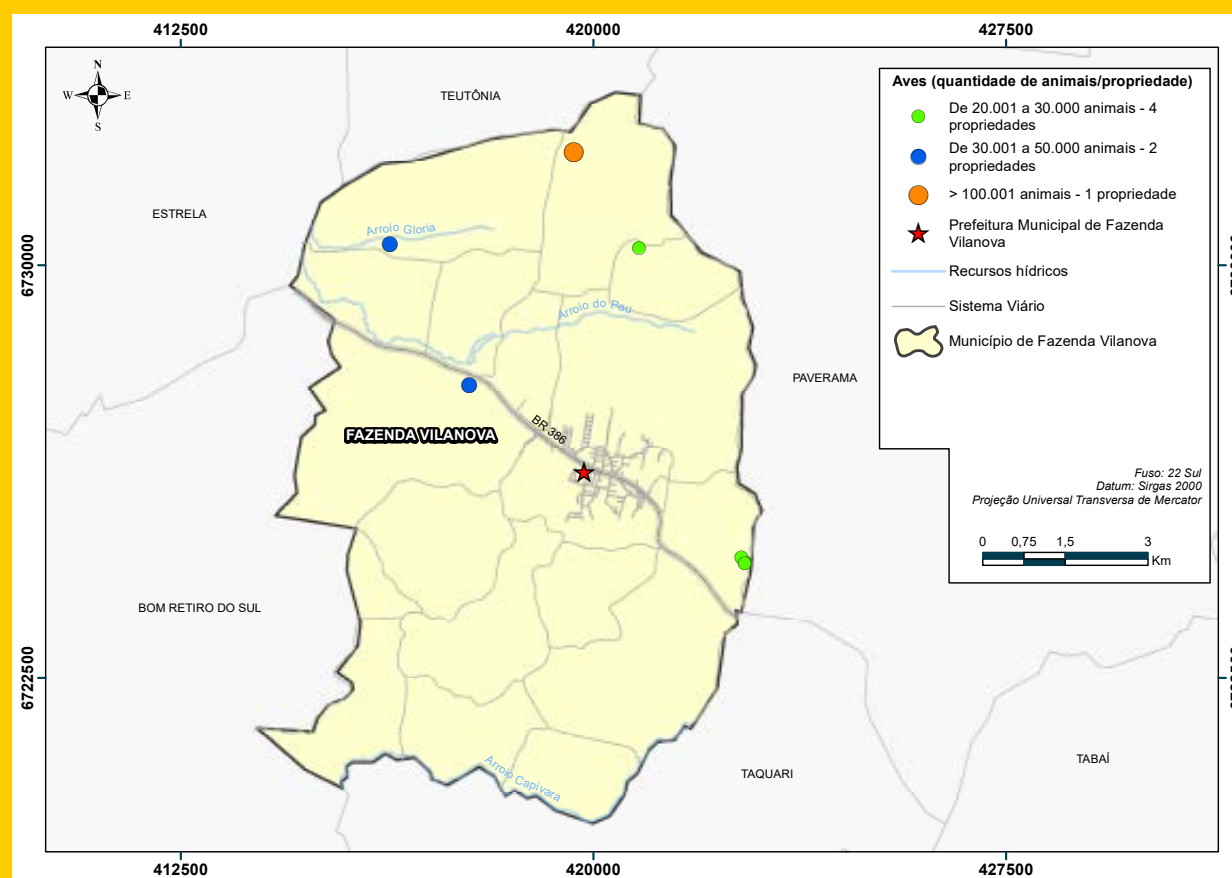 412500
420000
427500
N
W
E
S
TEUTÔNIA
ESTRELA
Arroio Gloria
6730000
Arroio do Pau
PAVERAMA
BR 386
FAZENDA VILANOVA
BOM RETIRO DO SUL
6722500
Arroio Capivara
TAQUARI
TABAÍ
Aves (quantidade de animais/propriedade)
De 20.001 a 30.000 animais - 4
propriedades
De 30.001 a 50.000 animais - 2
propriedades
> 100.001 animais - 1 propriedade
Prefeitura Municipal de Fazenda
Vilanova
Recursos hídricos
Sistema Viário
Município de Fazenda Vilanova
Fuso: 22 Sul
Datum: Sirgas 2000
Projeção Universal Transversa de Mercator
0 0,75 1,5 3
Km
412500
420000
427500